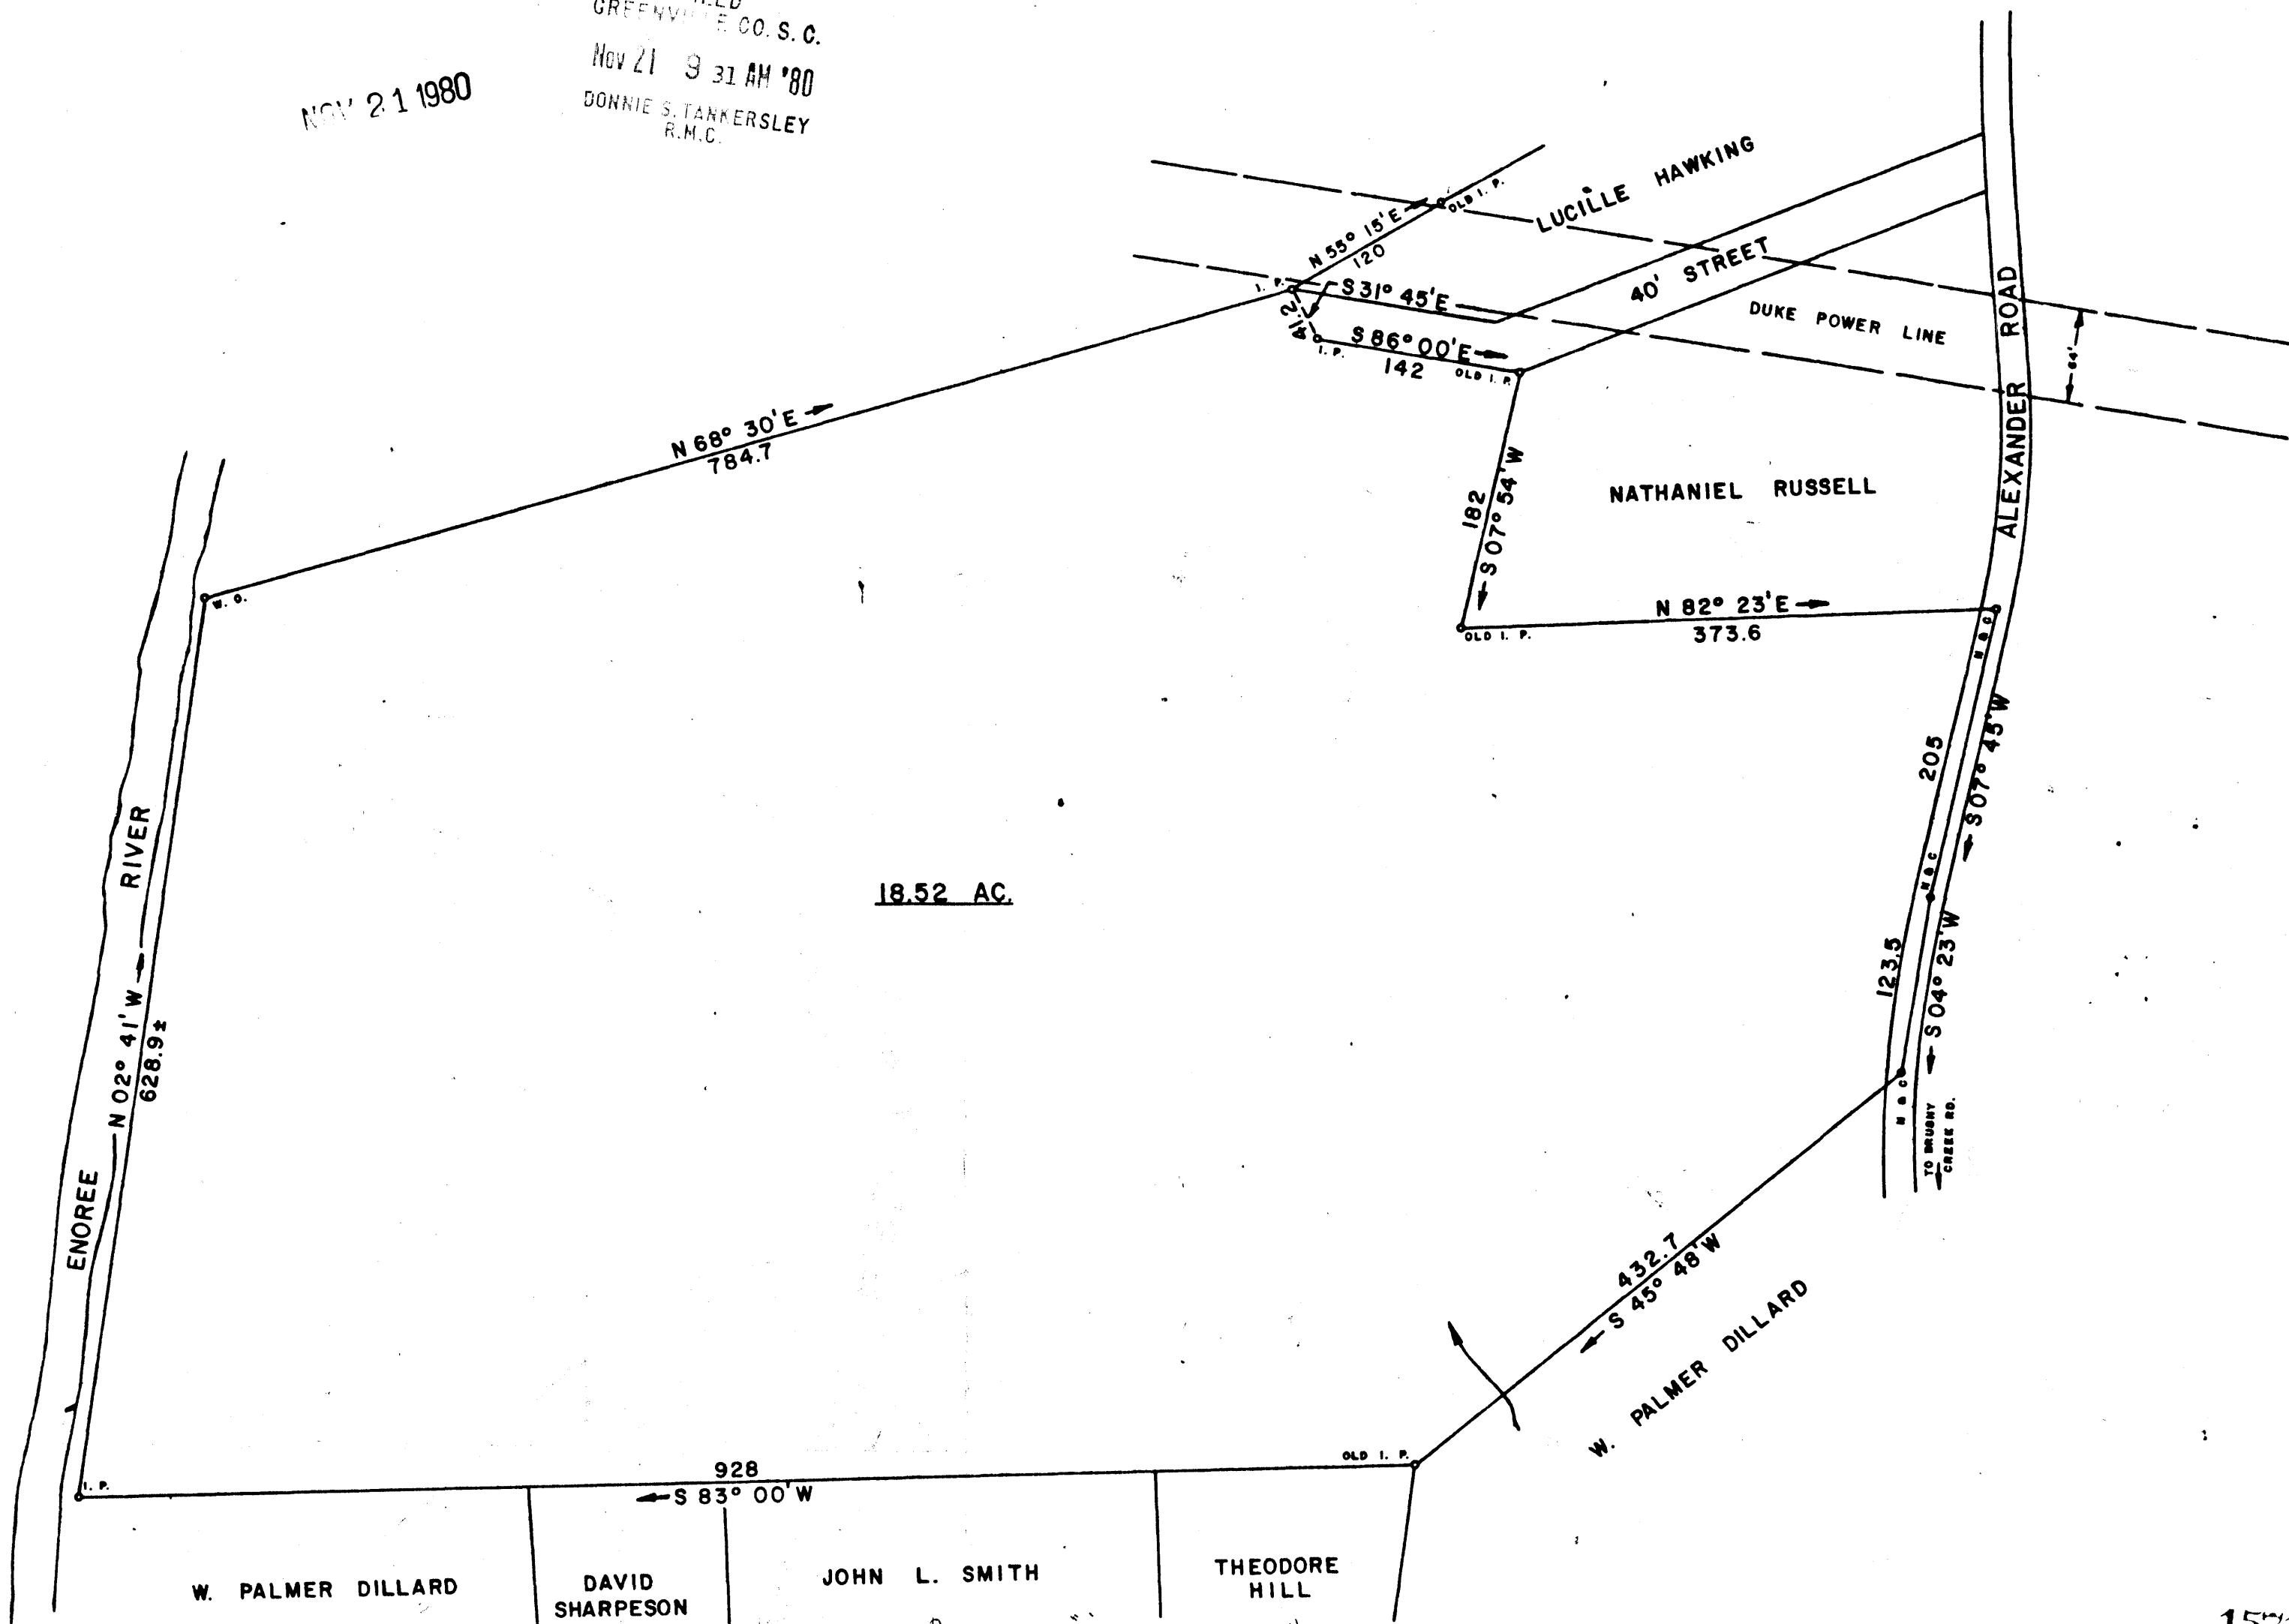 NOV 21 1980
GREENVILLE CO. S. C.
Nov 21 9 31 AM '80
DONNIE S. TANKERSLEY
R.M.C.
LUCILLE HAWKING
OLD I. P.
N 55° 15' E
120
40' STREET
I. P.
S 31° 45' E
41.2
DUKE POWER LINE
64'
ALEXANDER ROAD
S 86° 00' E
142
I. P.
OLD I. P.
N 68° 30' E
784.7
182
S 07° 54' W
NATHANIEL RUSSELL
W. O.
N 82° 23' E
373.6
OLD I. P.
N & C
205
S 07° 45' W
N & C
ENOREE RIVER
N 02° 41' W
628.9±
18.52 AC.
123.5
S 04° 23' W
N & C
TO BRUSHY
CREEK RD.
432.7
S 45° 48' W
W. PALMER DILLARD
OLD I. P.
928
S 83° 00' W
I. P.
W. PALMER DILLARD
DAVID
SHARPESON
JOHN L. SMITH
THEODORE
HILL